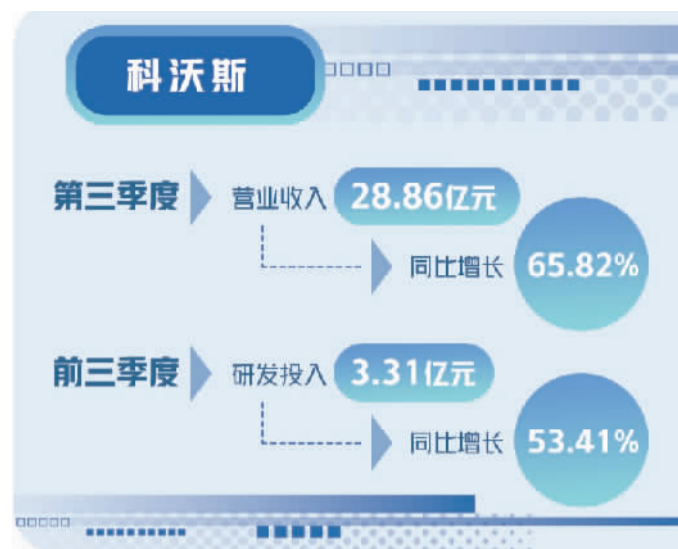 科沃斯
第三季度 营业收入 28.86亿元
同比增长 65.82%
前三季度 研发投入 3.31亿元
同比增长 53.41%